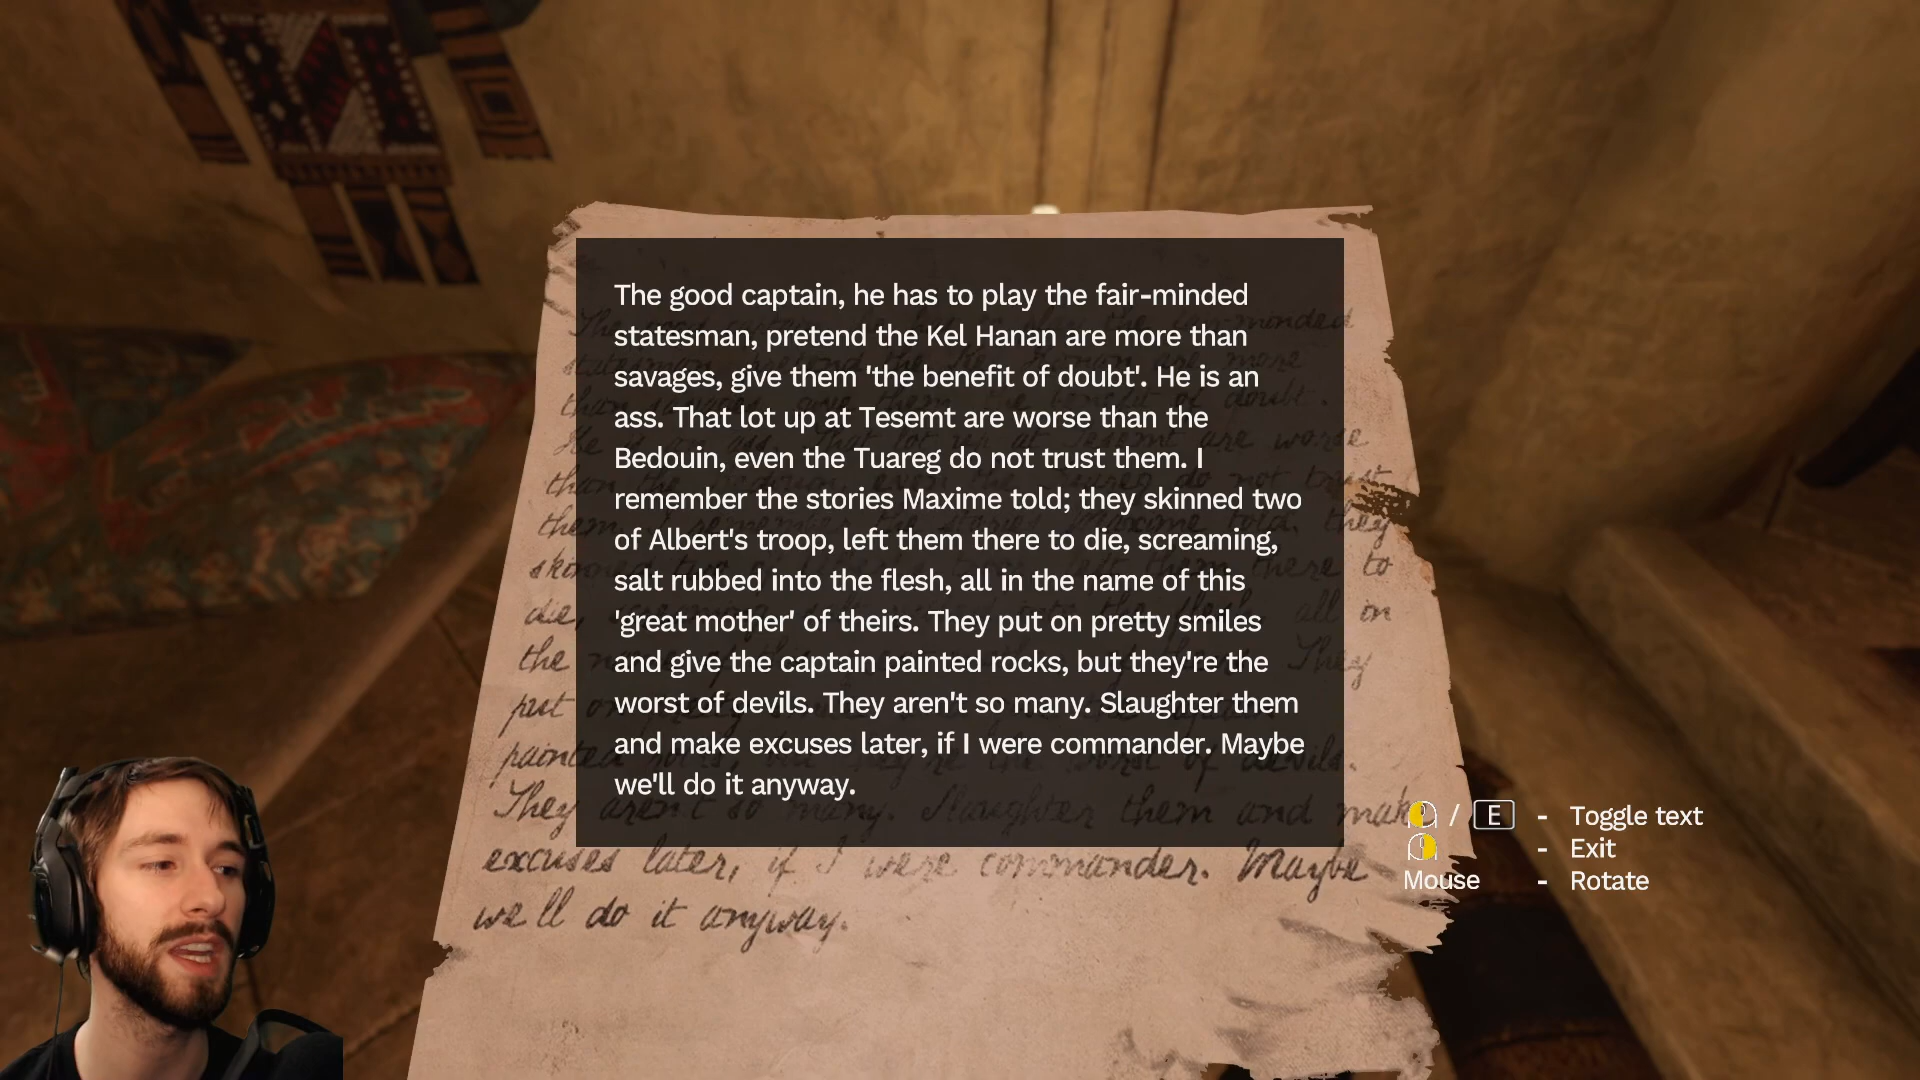 The good captain, he has to play the fair-minded
statesman, pretend the Kel Hanan are more than
savages, give them 'the benefit of doubt'. He is an
ass. That lot up at Tesemt are worse than the
Bedouin, even the Tuareg do not trust them. I
remember the stories Maxime told; they skinned two
of Albert's troop, left them there to die, screaming,
salt rubbed into the flesh, all in the name of this
'great mother' of theirs. They put on pretty smiles
and give the captain painted rocks, but they're the
worst of devils. They aren't so many. Slaughter them
and make excuses later, if I were commander. Maybe
we'll do it anyway.
They aren't so many. Slaughter them and make
excuses later, if I were commander. Maybe
we'll do it anyway.
/ E - Toggle text
- Exit
Mouse - Rotate